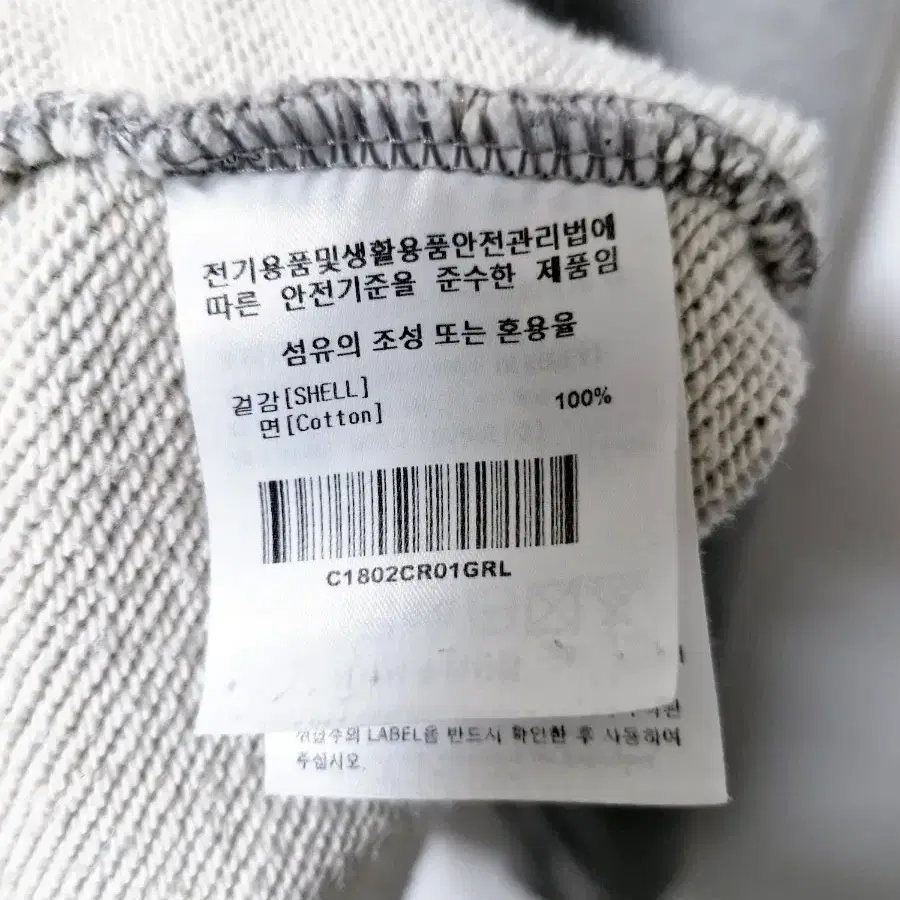 전기용품및생활용품안전관리법에
따른 안전기준을 준수한 제품임
섬유의 조성 또는 혼용율
겉감[SHELL]
면[Cotton] 100%
C1802CR01GRL
취급주의 LABEL을 반드시 확인한 후 사용하여
주십시오.